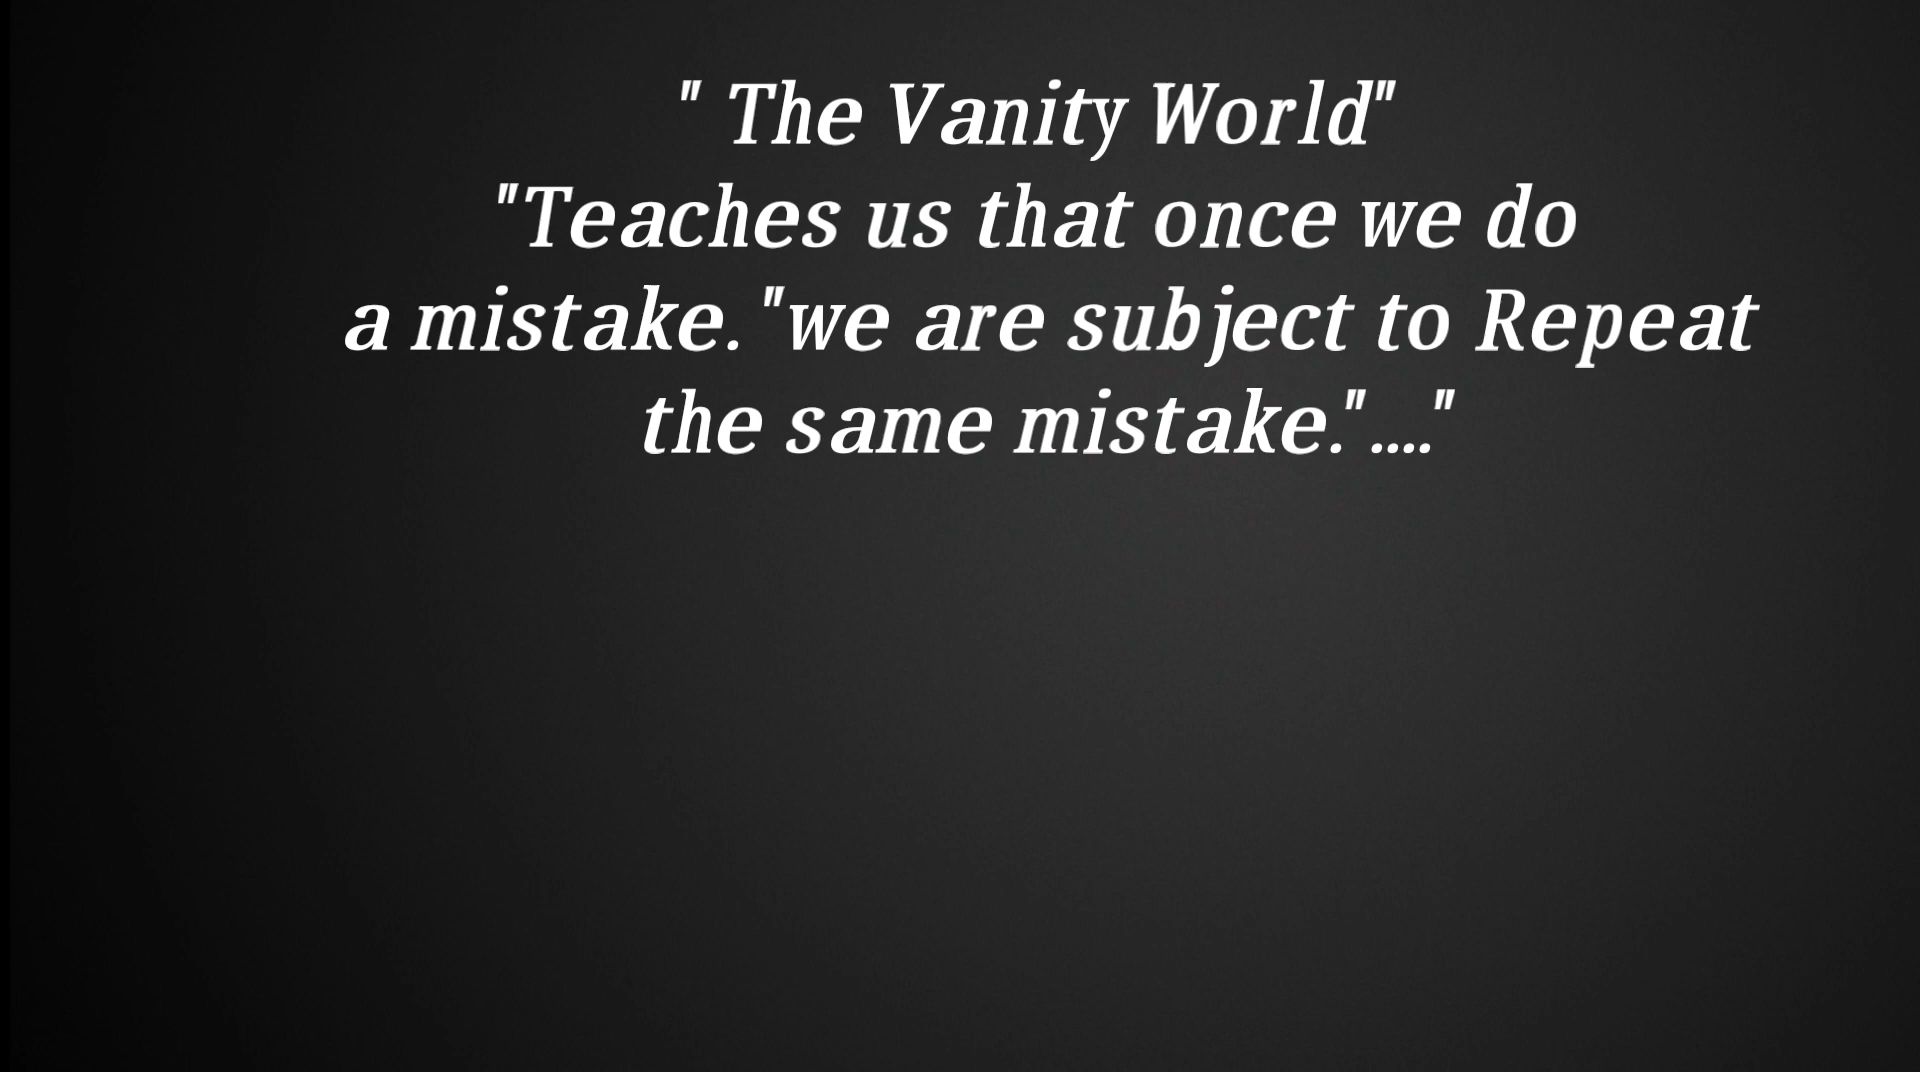 " The Vanity World"
"Teaches us that once we do
a mistake. "we are subject to Repeat
the same mistake."...."